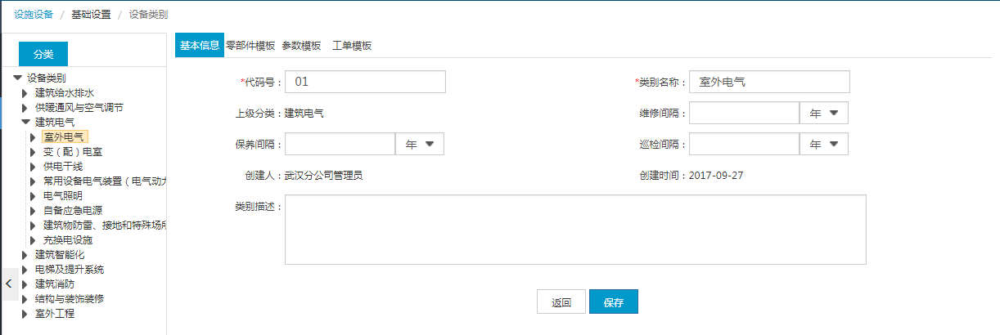 设施设备 / 基础设置 / 设备类别
分类
设备类别
建筑给水排水
供暖通风与空气调节
建筑电气
室外电气
变（配）电室
供电干线
常用设备电气装置（电气动力
电气照明
自备应急电源
建筑物防雷、接地和特殊场所
充换电设施
建筑智能化
电梯及提升系统
建筑消防
结构与装饰装修
室外工程
基本信息 零部件模板 参数模板 工单模板
*代码号： 01 *类别名称： 室外电气
上级分类：建筑电气 维修间隔： 年
保养间隔： 年 巡检间隔： 年
创建人：武汉分公司管理员 创建时间：2017-09-27
类别描述：
返回 保存